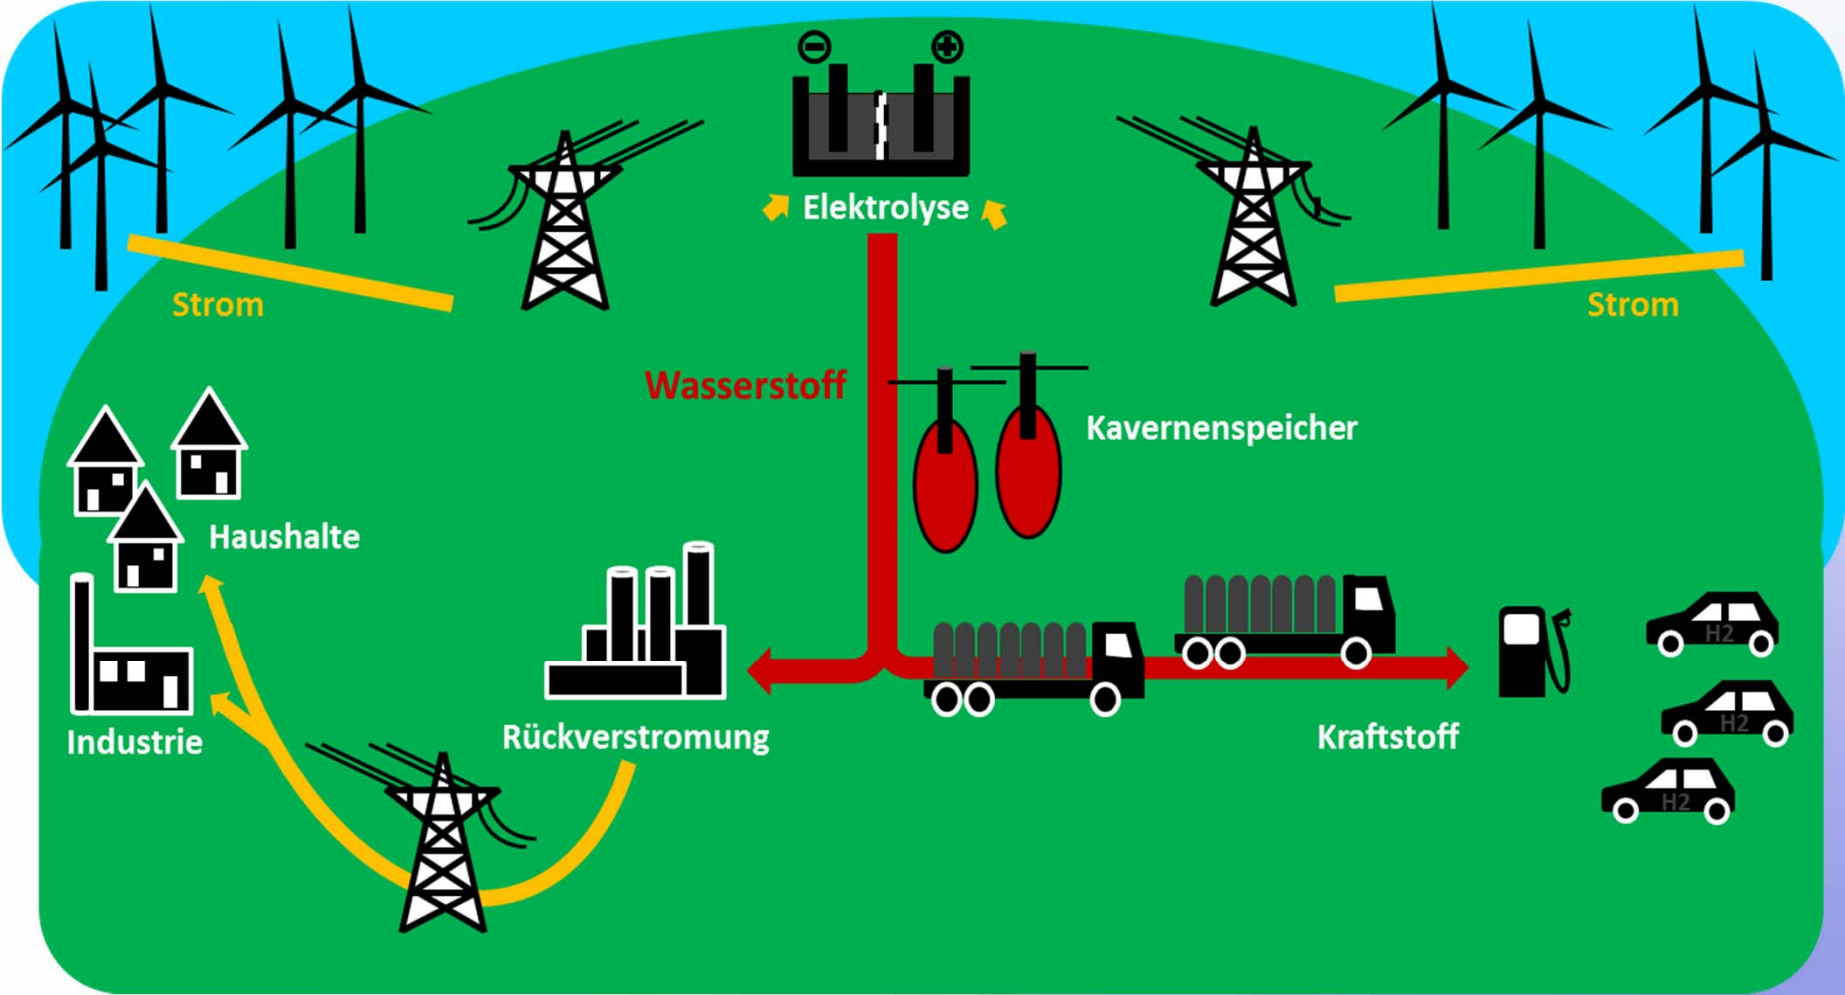 Elektrolyse
Strom
Strom
Wasserstoff
Kavernenspeicher
Haushalte
H2
H2
H2
Industrie
Rückverstromung
Kraftstoff